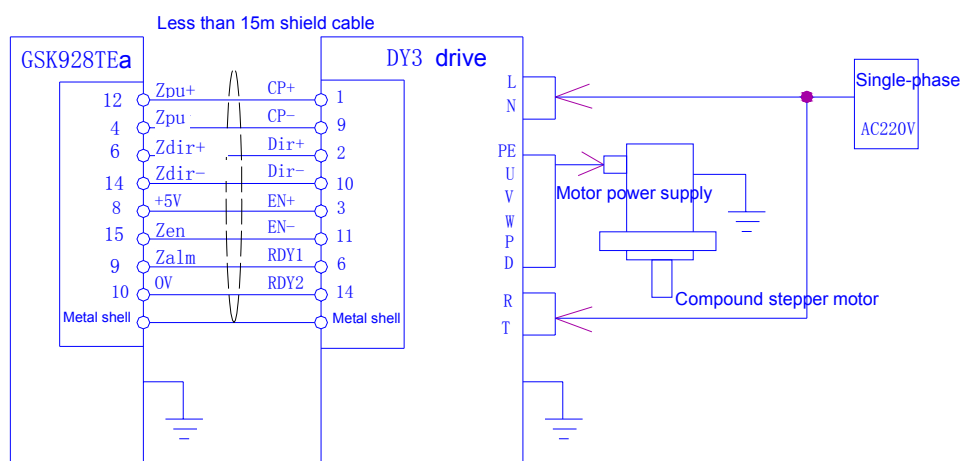 Less than 15m shield cable
GSK928TEa
DY3 drive
12 Zpu+ CP+ 1
4 Zpu CP- 9
6 Zdir+ Dir+ 2
14 Zdir- Dir- 10
8 +5V EN+ 3
15 Zen EN- 11
9 Zalm RDY1 6
10 0V RDY2 14
Metal shell Metal shell
L
N
PE
U
V
W
P
D
R
T
Single-phase
AC220V
Motor power supply
Compound stepper motor